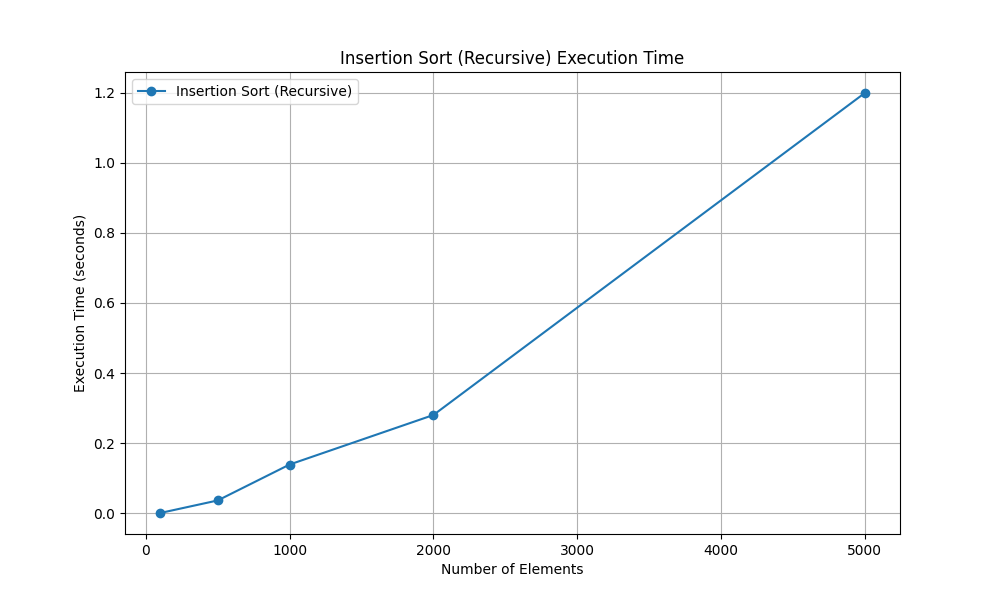 Insertion Sort (Recursive) Execution Time
Insertion Sort (Recursive)
Execution Time (seconds)
1.2
1.0
0.8
0.6
0.4
0.2
0.0
0 1000 2000 3000 4000 5000
Number of Elements